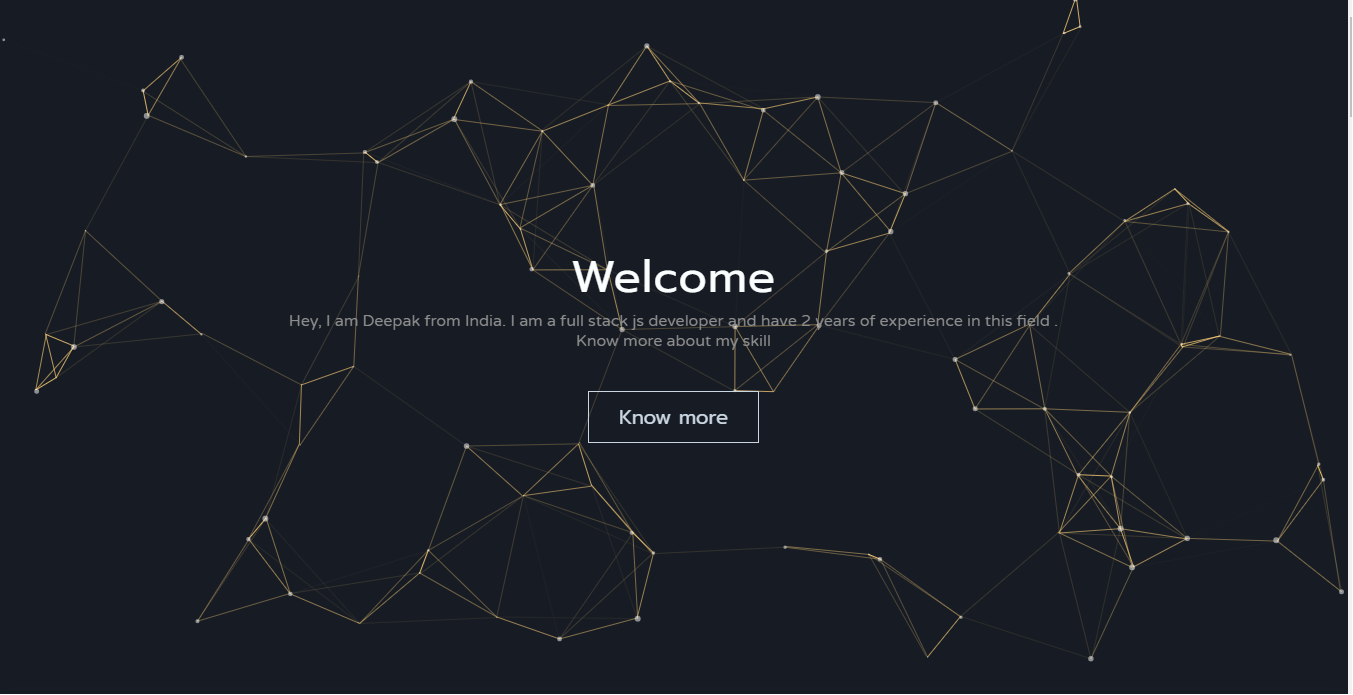 Welcome
Hey, I am Deepak from India. I am a full stack js developer and have 2 years of experience in this field .
Know more about my skill
Know more